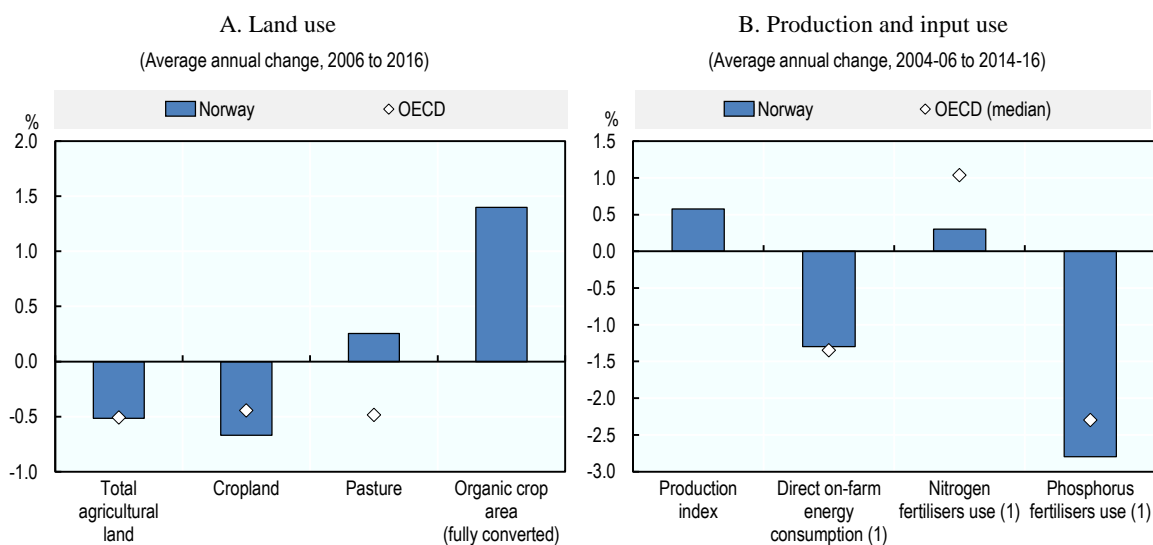 A. Land use
(Average annual change, 2006 to 2016)
Norway
OECD
%
2.0
1.5
1.0
0.5
0.0
-0.5
-1.0
Total agricultural land
Cropland
Pasture
Organic crop area (fully converted)
B. Production and input use
(Average annual change, 2004-06 to 2014-16)
Norway
OECD (median)
%
1.5
1.0
0.5
0.0
-0.5
-1.0
-1.5
-2.0
-2.5
-3.0
Production index
Direct on-farm energy consumption (1)
Nitrogen fertilisers use (1)
Phosphorus fertilisers use (1)